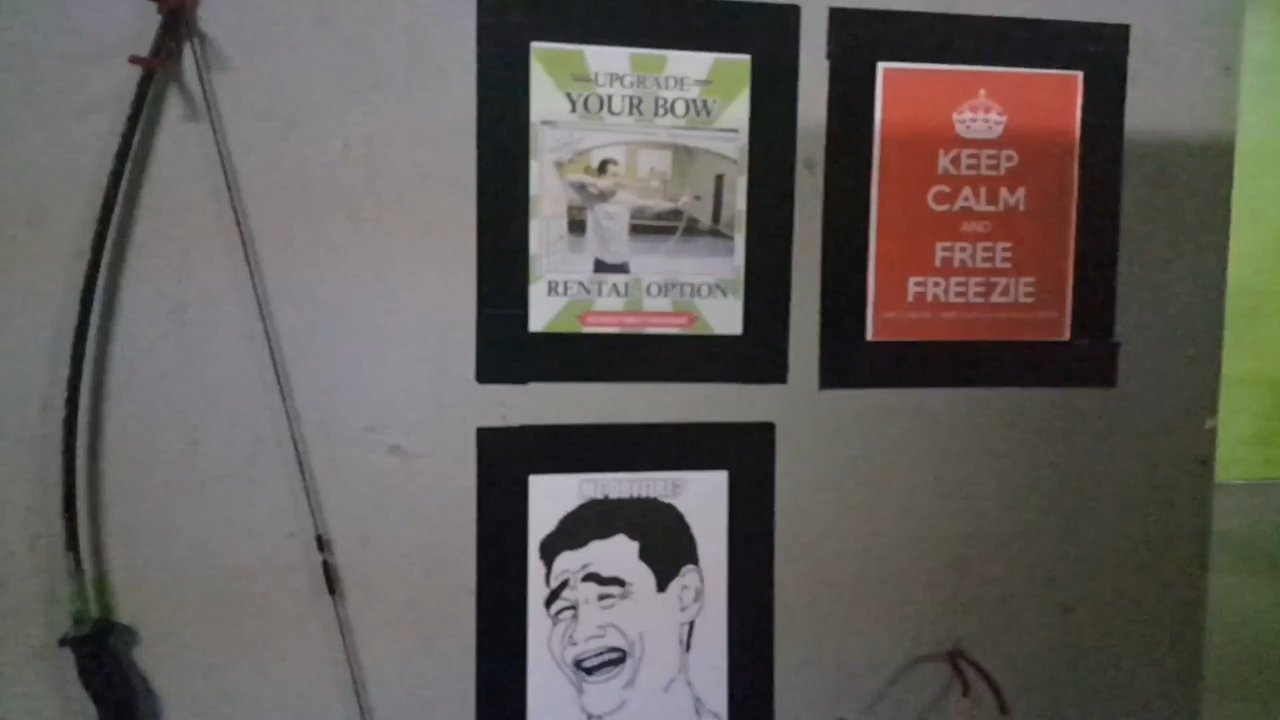 UPGRADE
YOUR BOW
RENTAL OPTION
KEEP
CALM
AND
FREE
FREEZIE